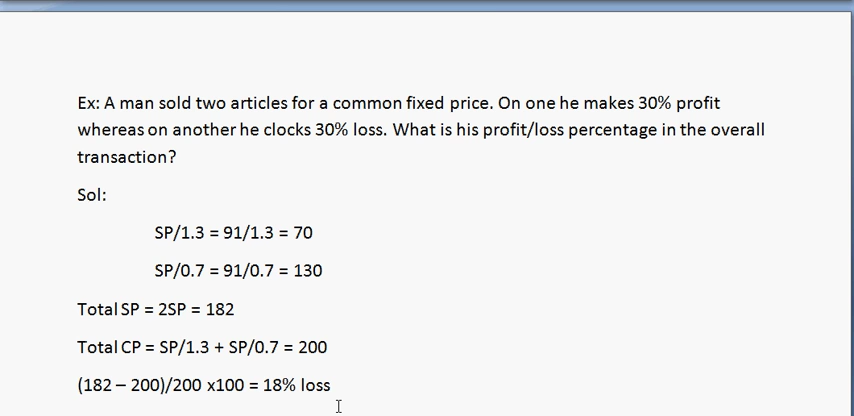 Ex: A man sold two articles for a common fixed price. On one he makes 30% profit
whereas on another he clocks 30% loss. What is his profit/loss percentage in the overall
transaction?
Sol:
SP/1.3 = 91/1.3 = 70
SP/0.7 = 91/0.7 = 130
Total SP = 2SP = 182
Total CP = SP/1.3 + SP/0.7 = 200
(182 – 200)/200 x100 = 18% loss